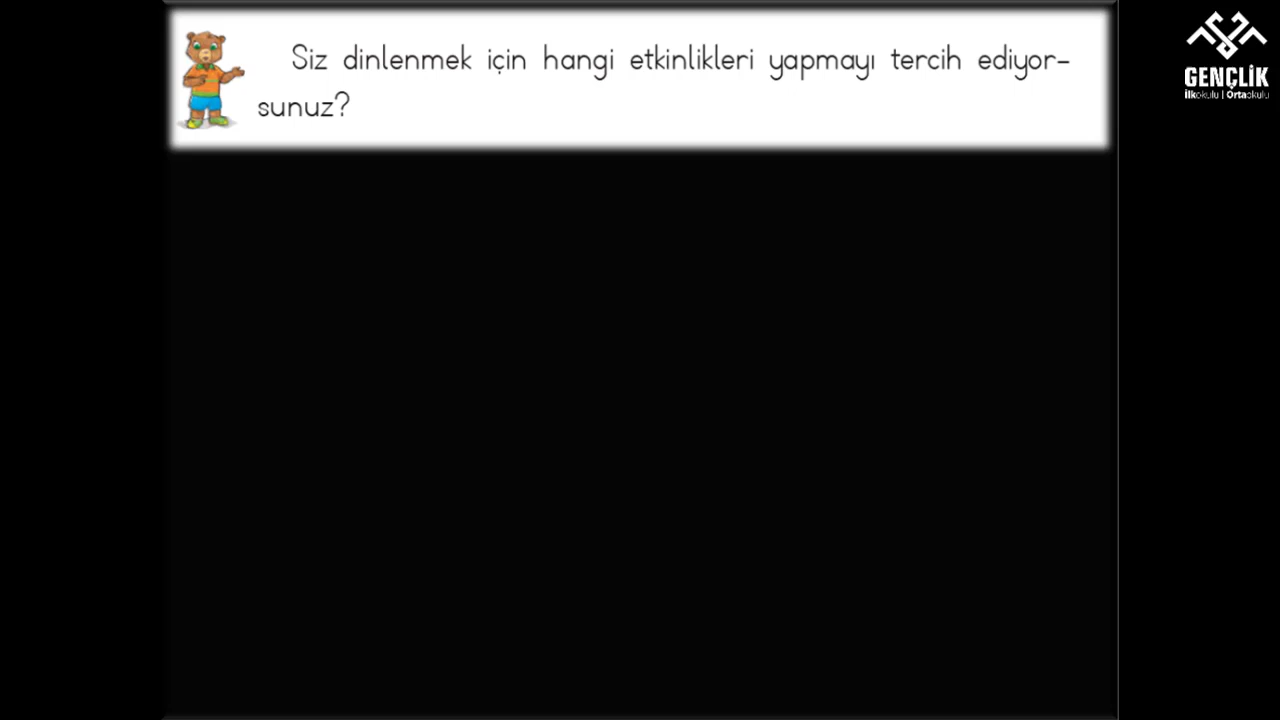 Siz dinlenmek için hangi etkinlikleri yapmayı tercih ediyor-
sunuz?
GENÇLİK
İlkokulu | Ortaokulu